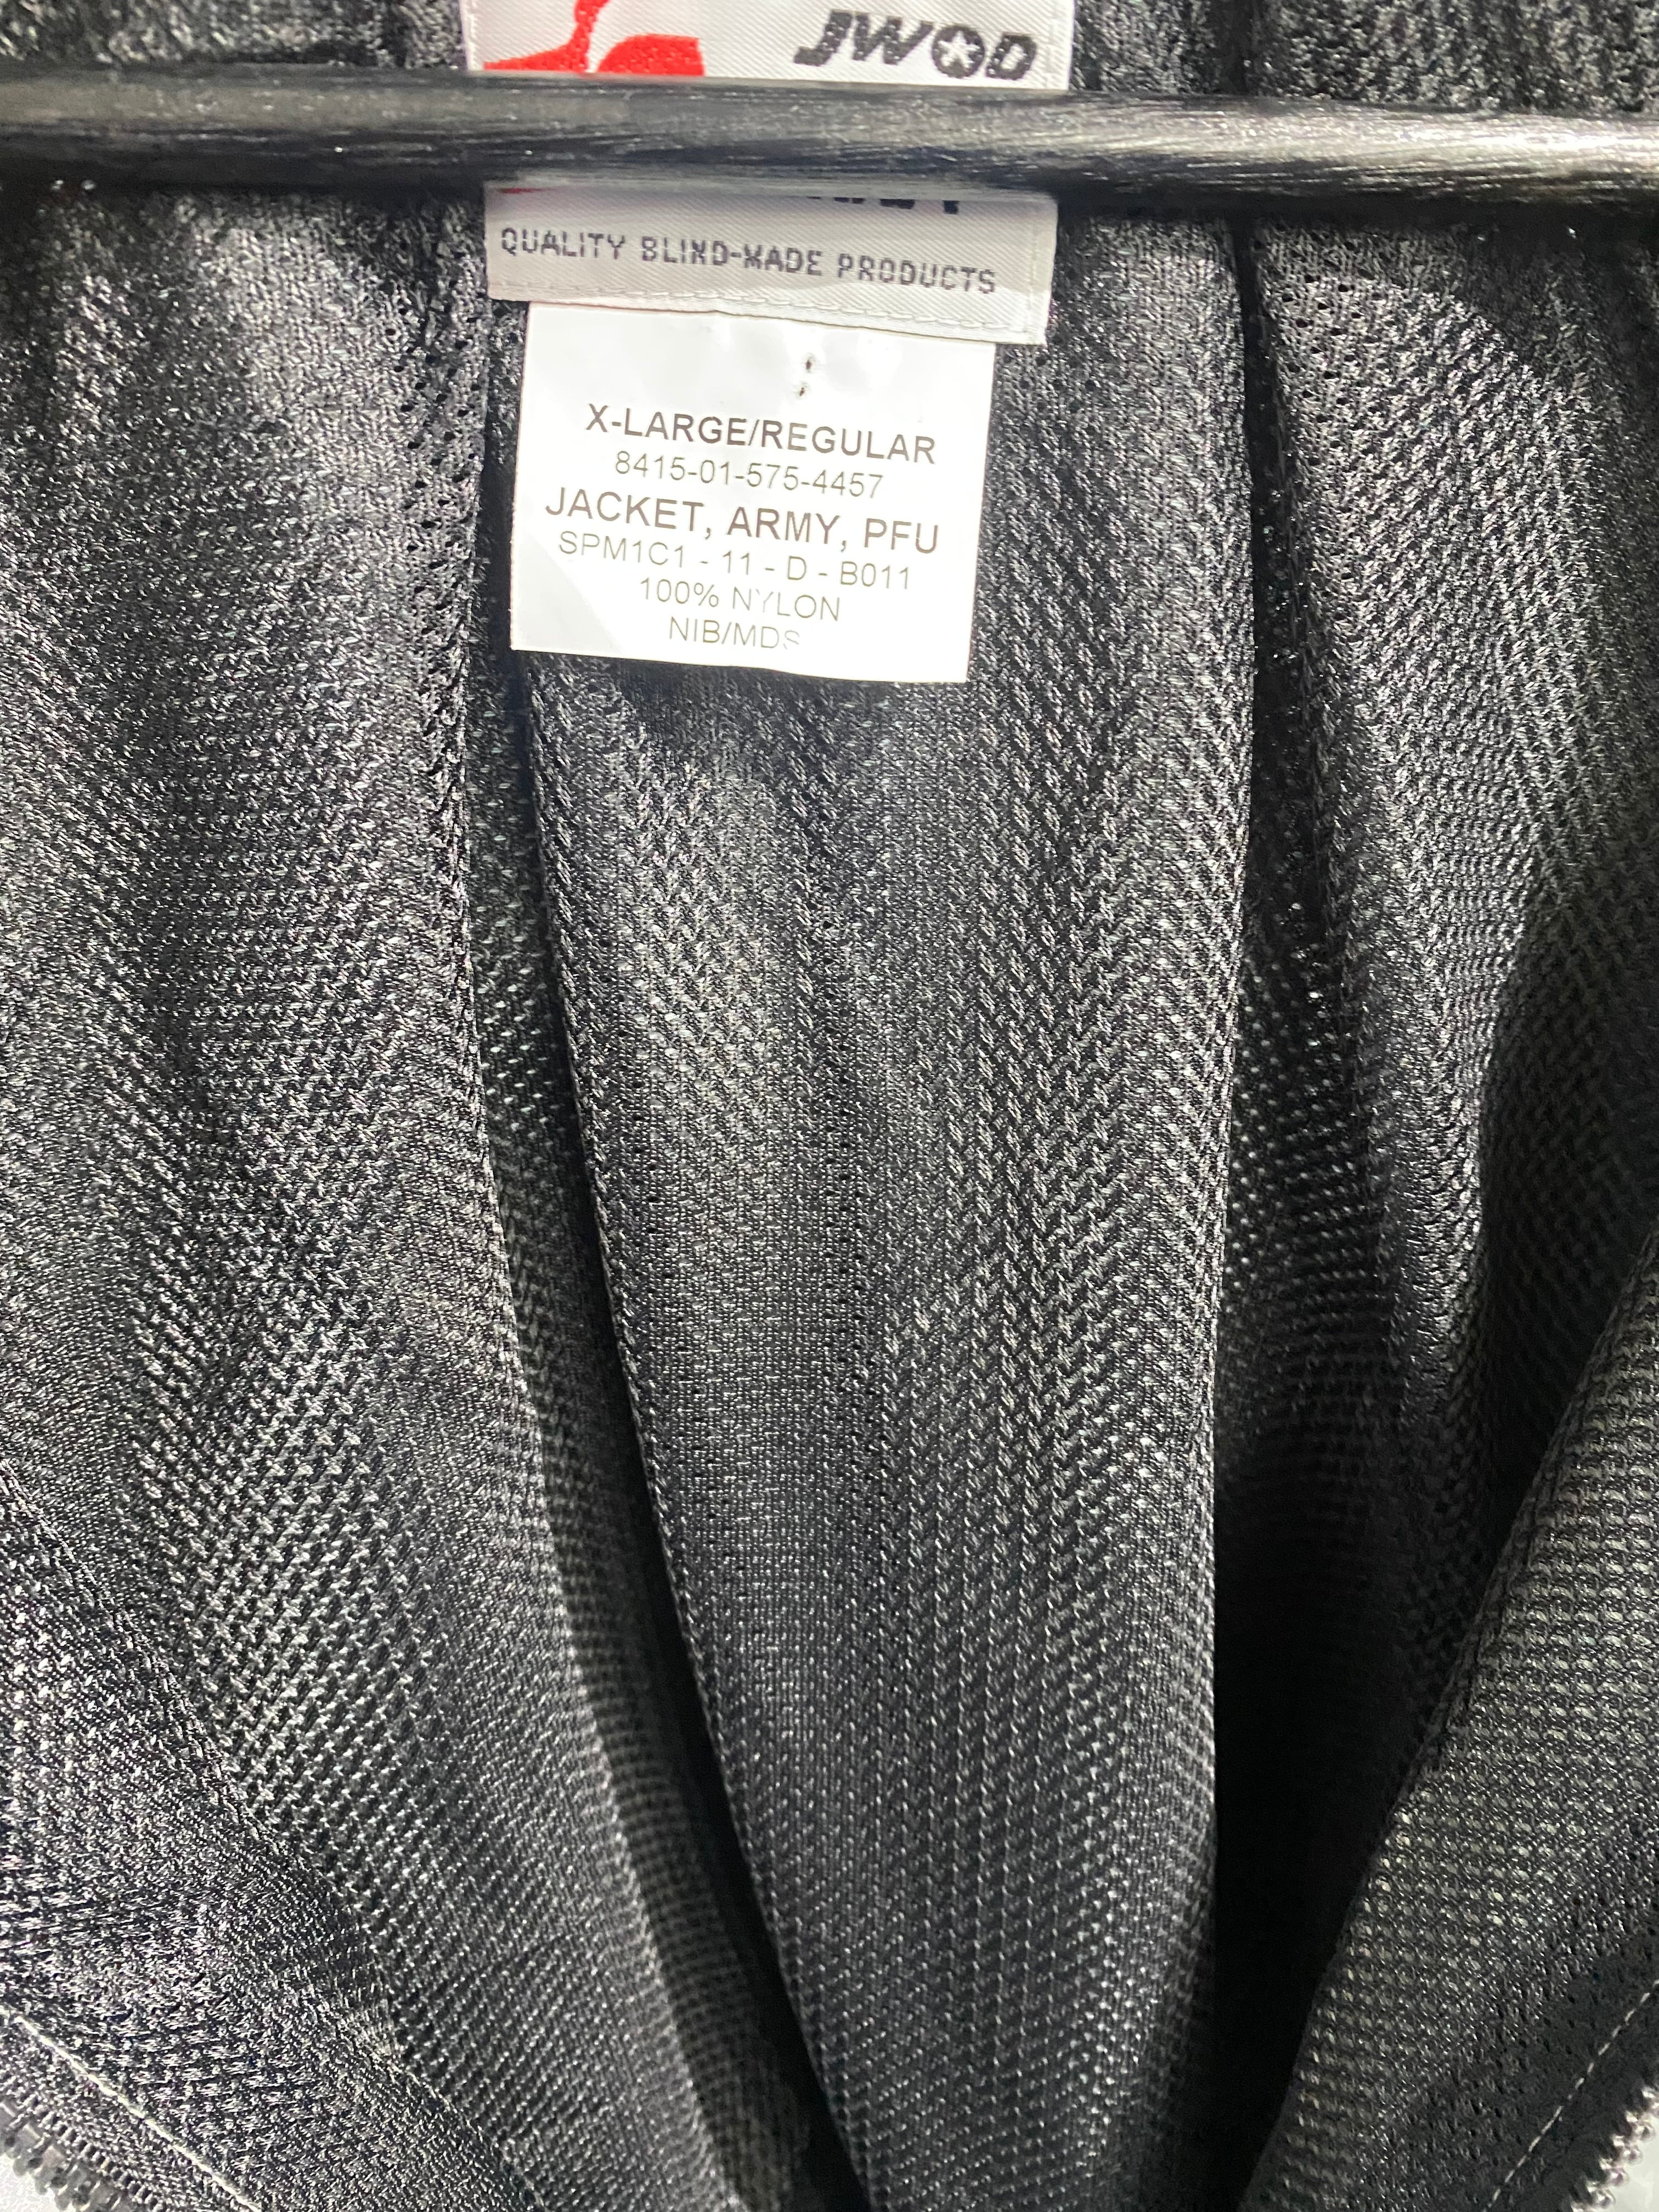 JWOD
QUALITY BLIND-MADE PRODUCTS
X-LARGE/REGULAR
8415-01-575-4457
JACKET, ARMY, PFU
SPM1C1 - 11 - D - B011
100% NYLON
NIB/MDS